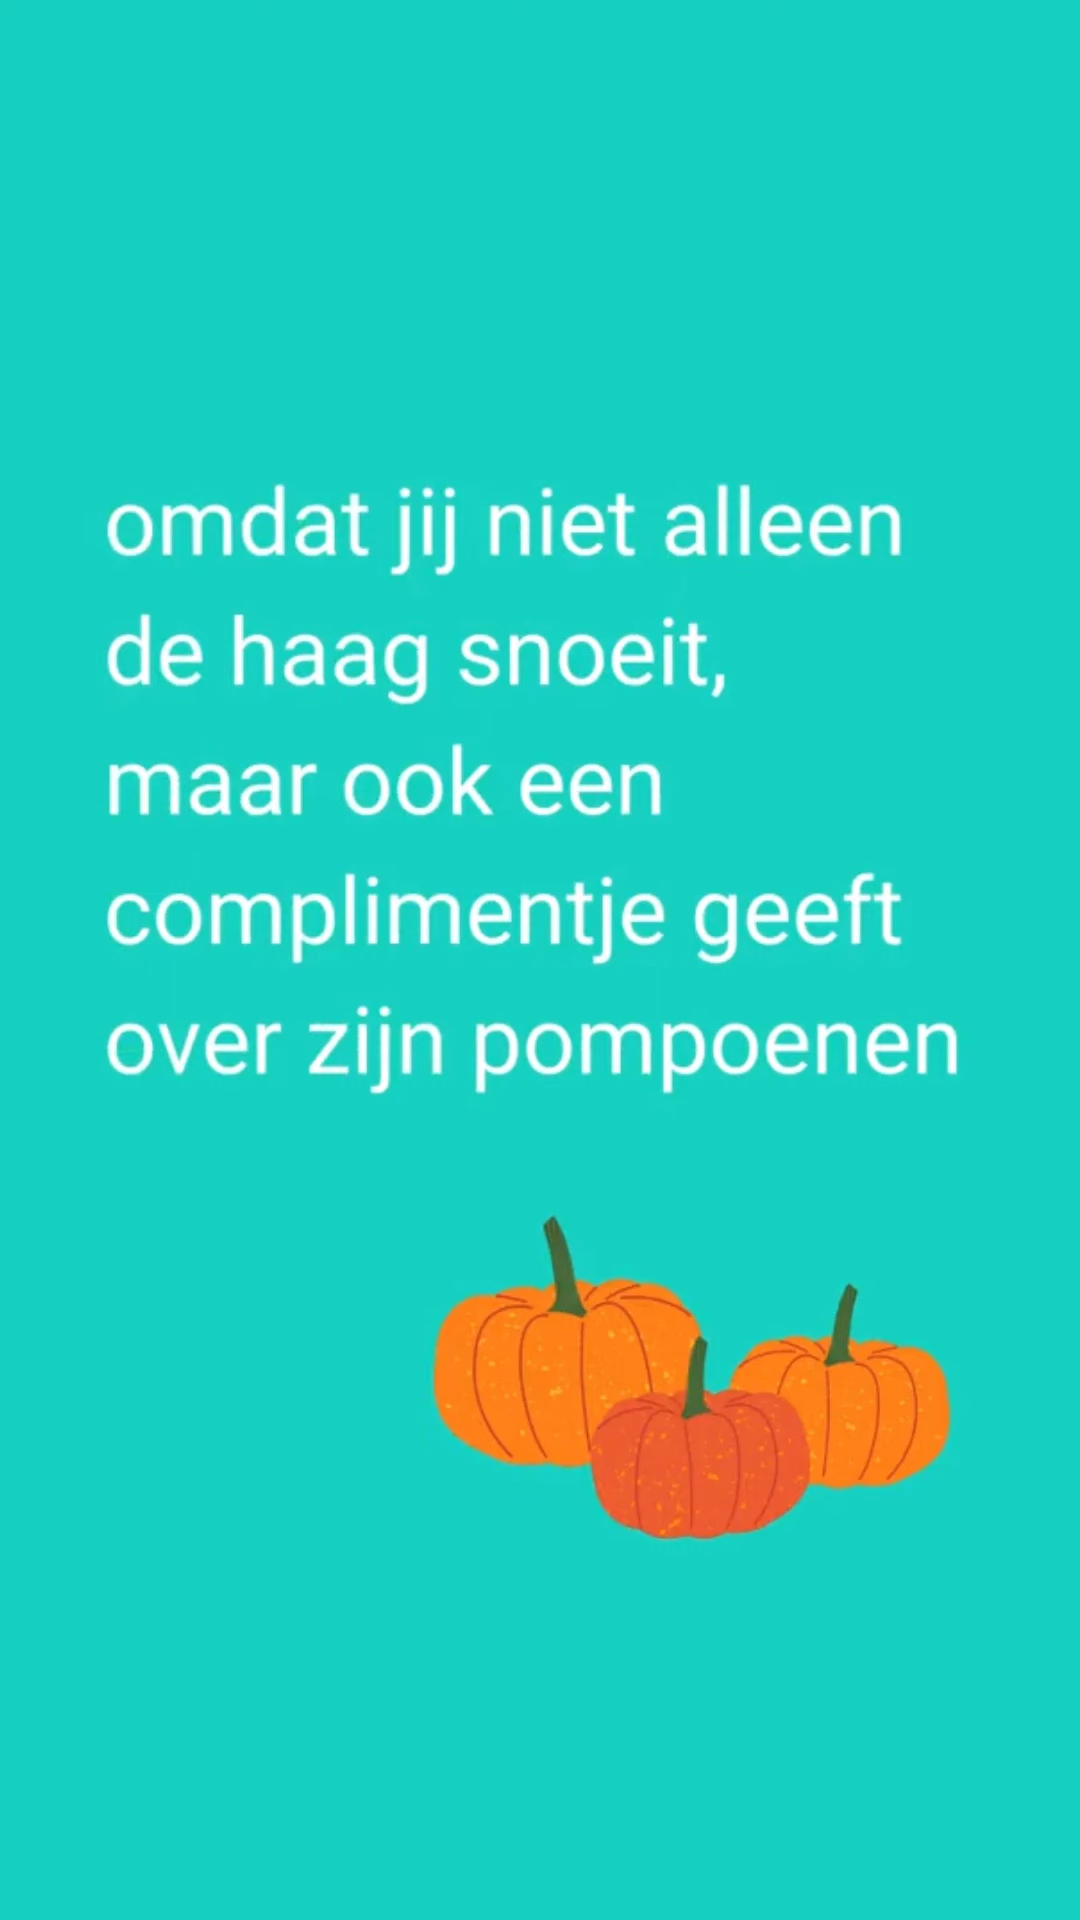 omdat jij niet alleen
de haag snoeit,
maar ook een
complimentje geeft
over zijn pompoenen